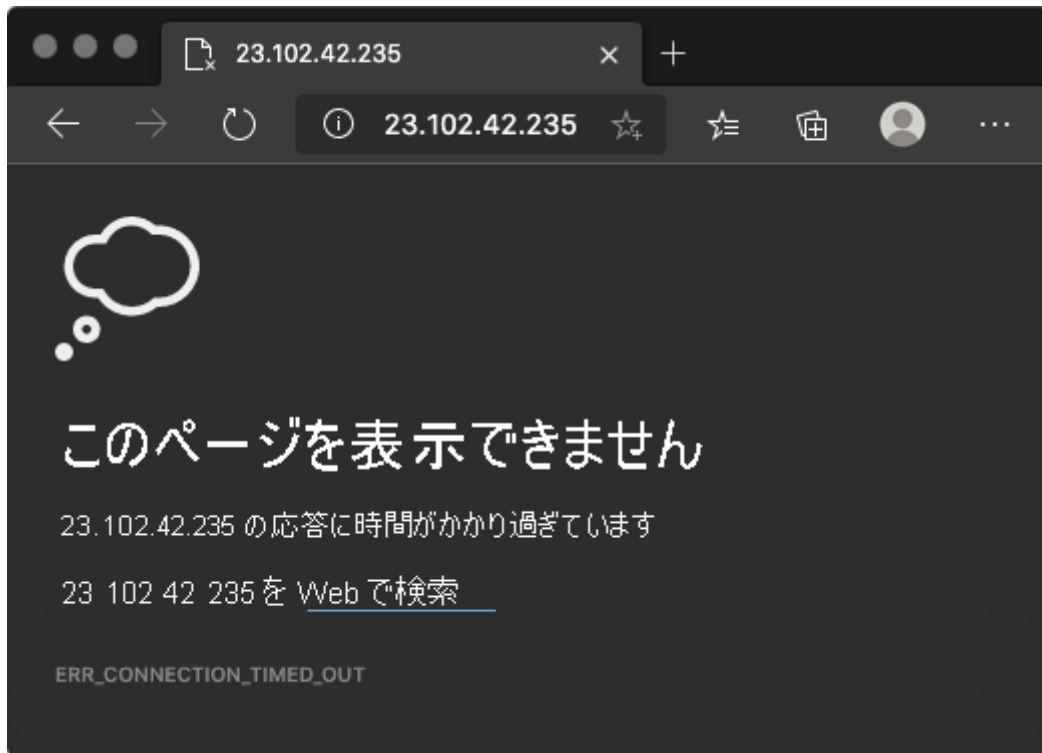 23.102.42.235
23.102.42.235
このページを表示できません
23.102.42.235 の応答に時間がかかり過ぎています
23 102 42 235 を Web で検索
ERR_CONNECTION_TIMED_OUT